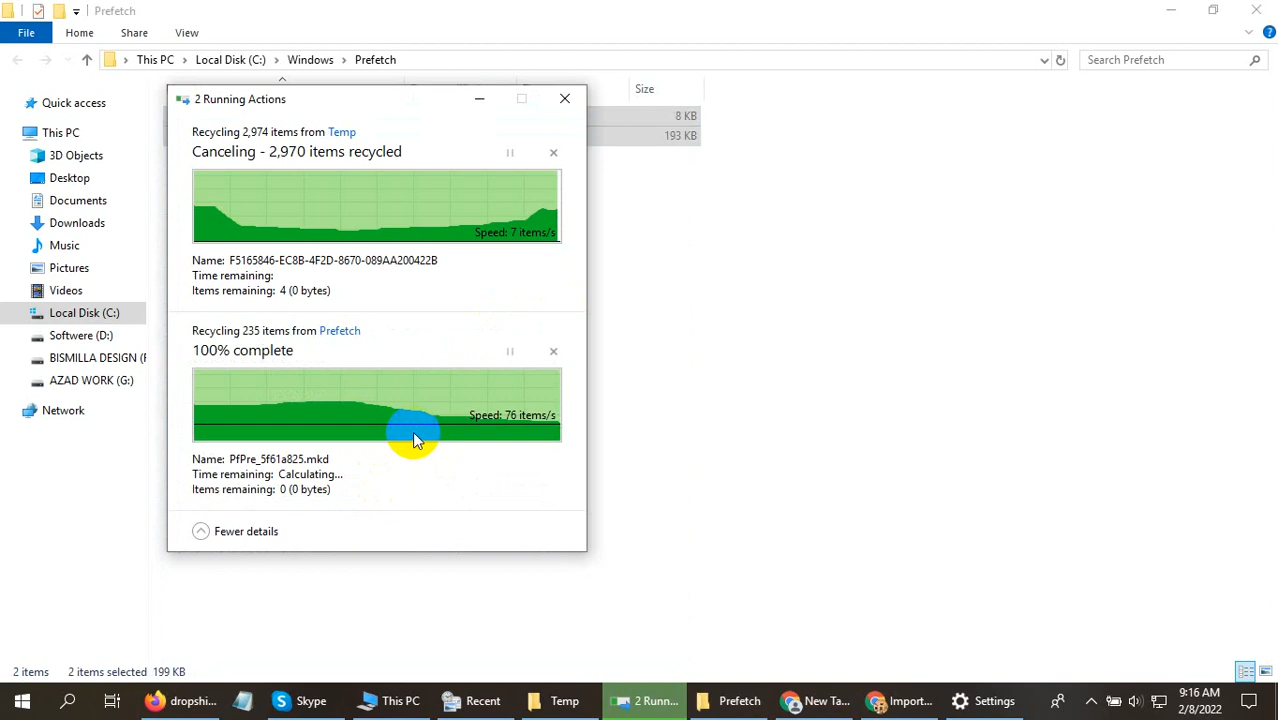 Prefetch
File
Home
Share
View
This PC
Local Disk (C:)
Windows
Prefetch
Search Prefetch
Size
8 KB
193 KB
Quick access
This PC
3D Objects
Desktop
Documents
Downloads
Music
Pictures
Videos
Local Disk (C:)
Softwere (D:)
BISMILLA DESIGN (F
AZAD WORK (G:)
Network
2 Running Actions
Recycling 2,974 items from Temp
Canceling - 2,970 items recycled
Speed: 7 items/s
Name: F5165846-EC8B-4F2D-8670-089AA200422B
Time remaining:
Items remaining: 4 (0 bytes)
Recycling 235 items from Prefetch
100% complete
Speed: 76 items/s
Name: PfPre_5f61a825.mkd
Time remaining: Calculating...
Items remaining: 0 (0 bytes)
Fewer details
2 items
2 items selected 199 KB
dropshi...
Skype
This PC
Recent
Temp
2 Runn...
Prefetch
New Ta...
Import...
Settings
9:16 AM
2/8/2022